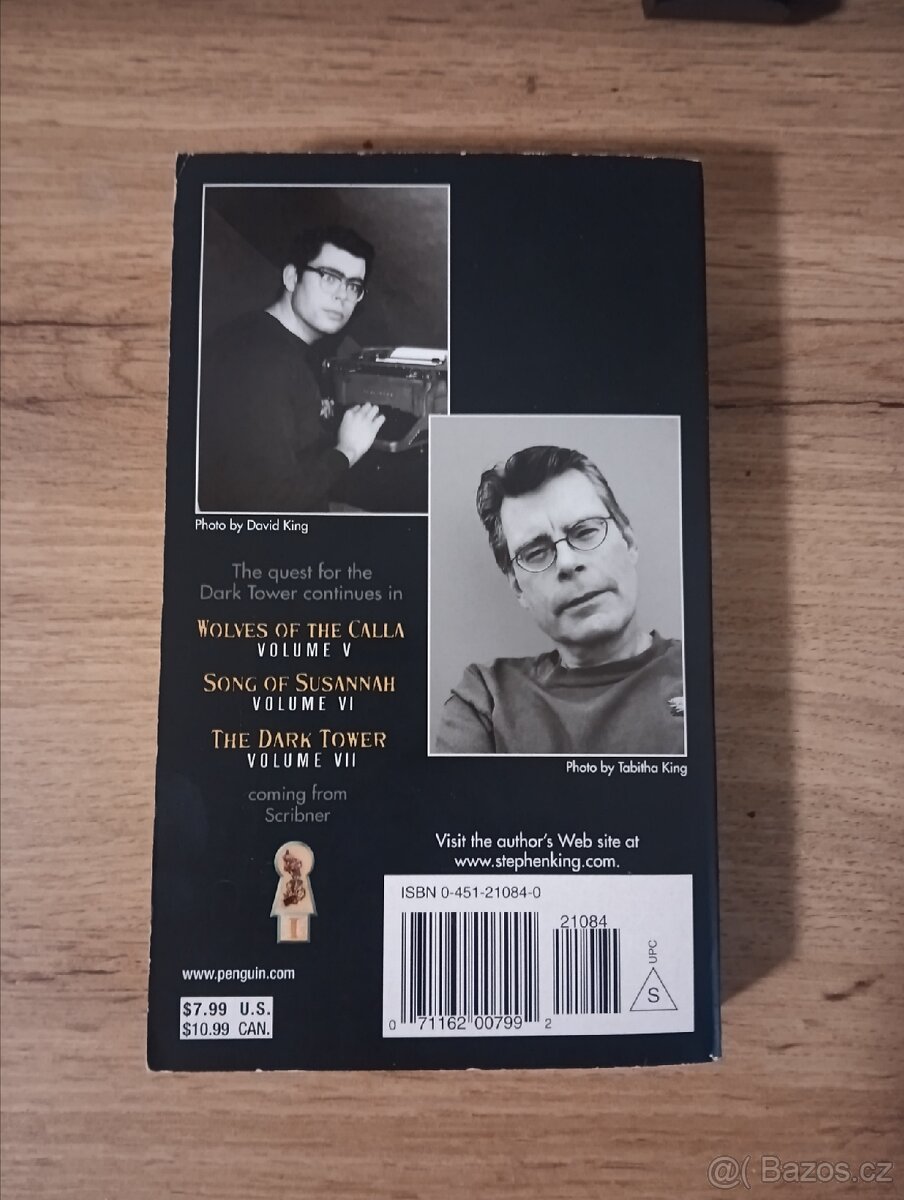 Photo by David King
The quest for the
Dark Tower continues in
WOLVES OF THE CALLA
VOLUME V
SONG OF SUSANNAH
VOLUME VI
THE DARK TOWER
VOLUME VII
coming from
Scribner
I
www.penguin.com
$7.99 U.S.
$10.99 CAN.
Photo by Tabitha King
Visit the author's Web site at
www.stephenking.com.
ISBN 0-451-21084-0
21084
0 71162 00799 2
UPC
S
@( Bazos.cz